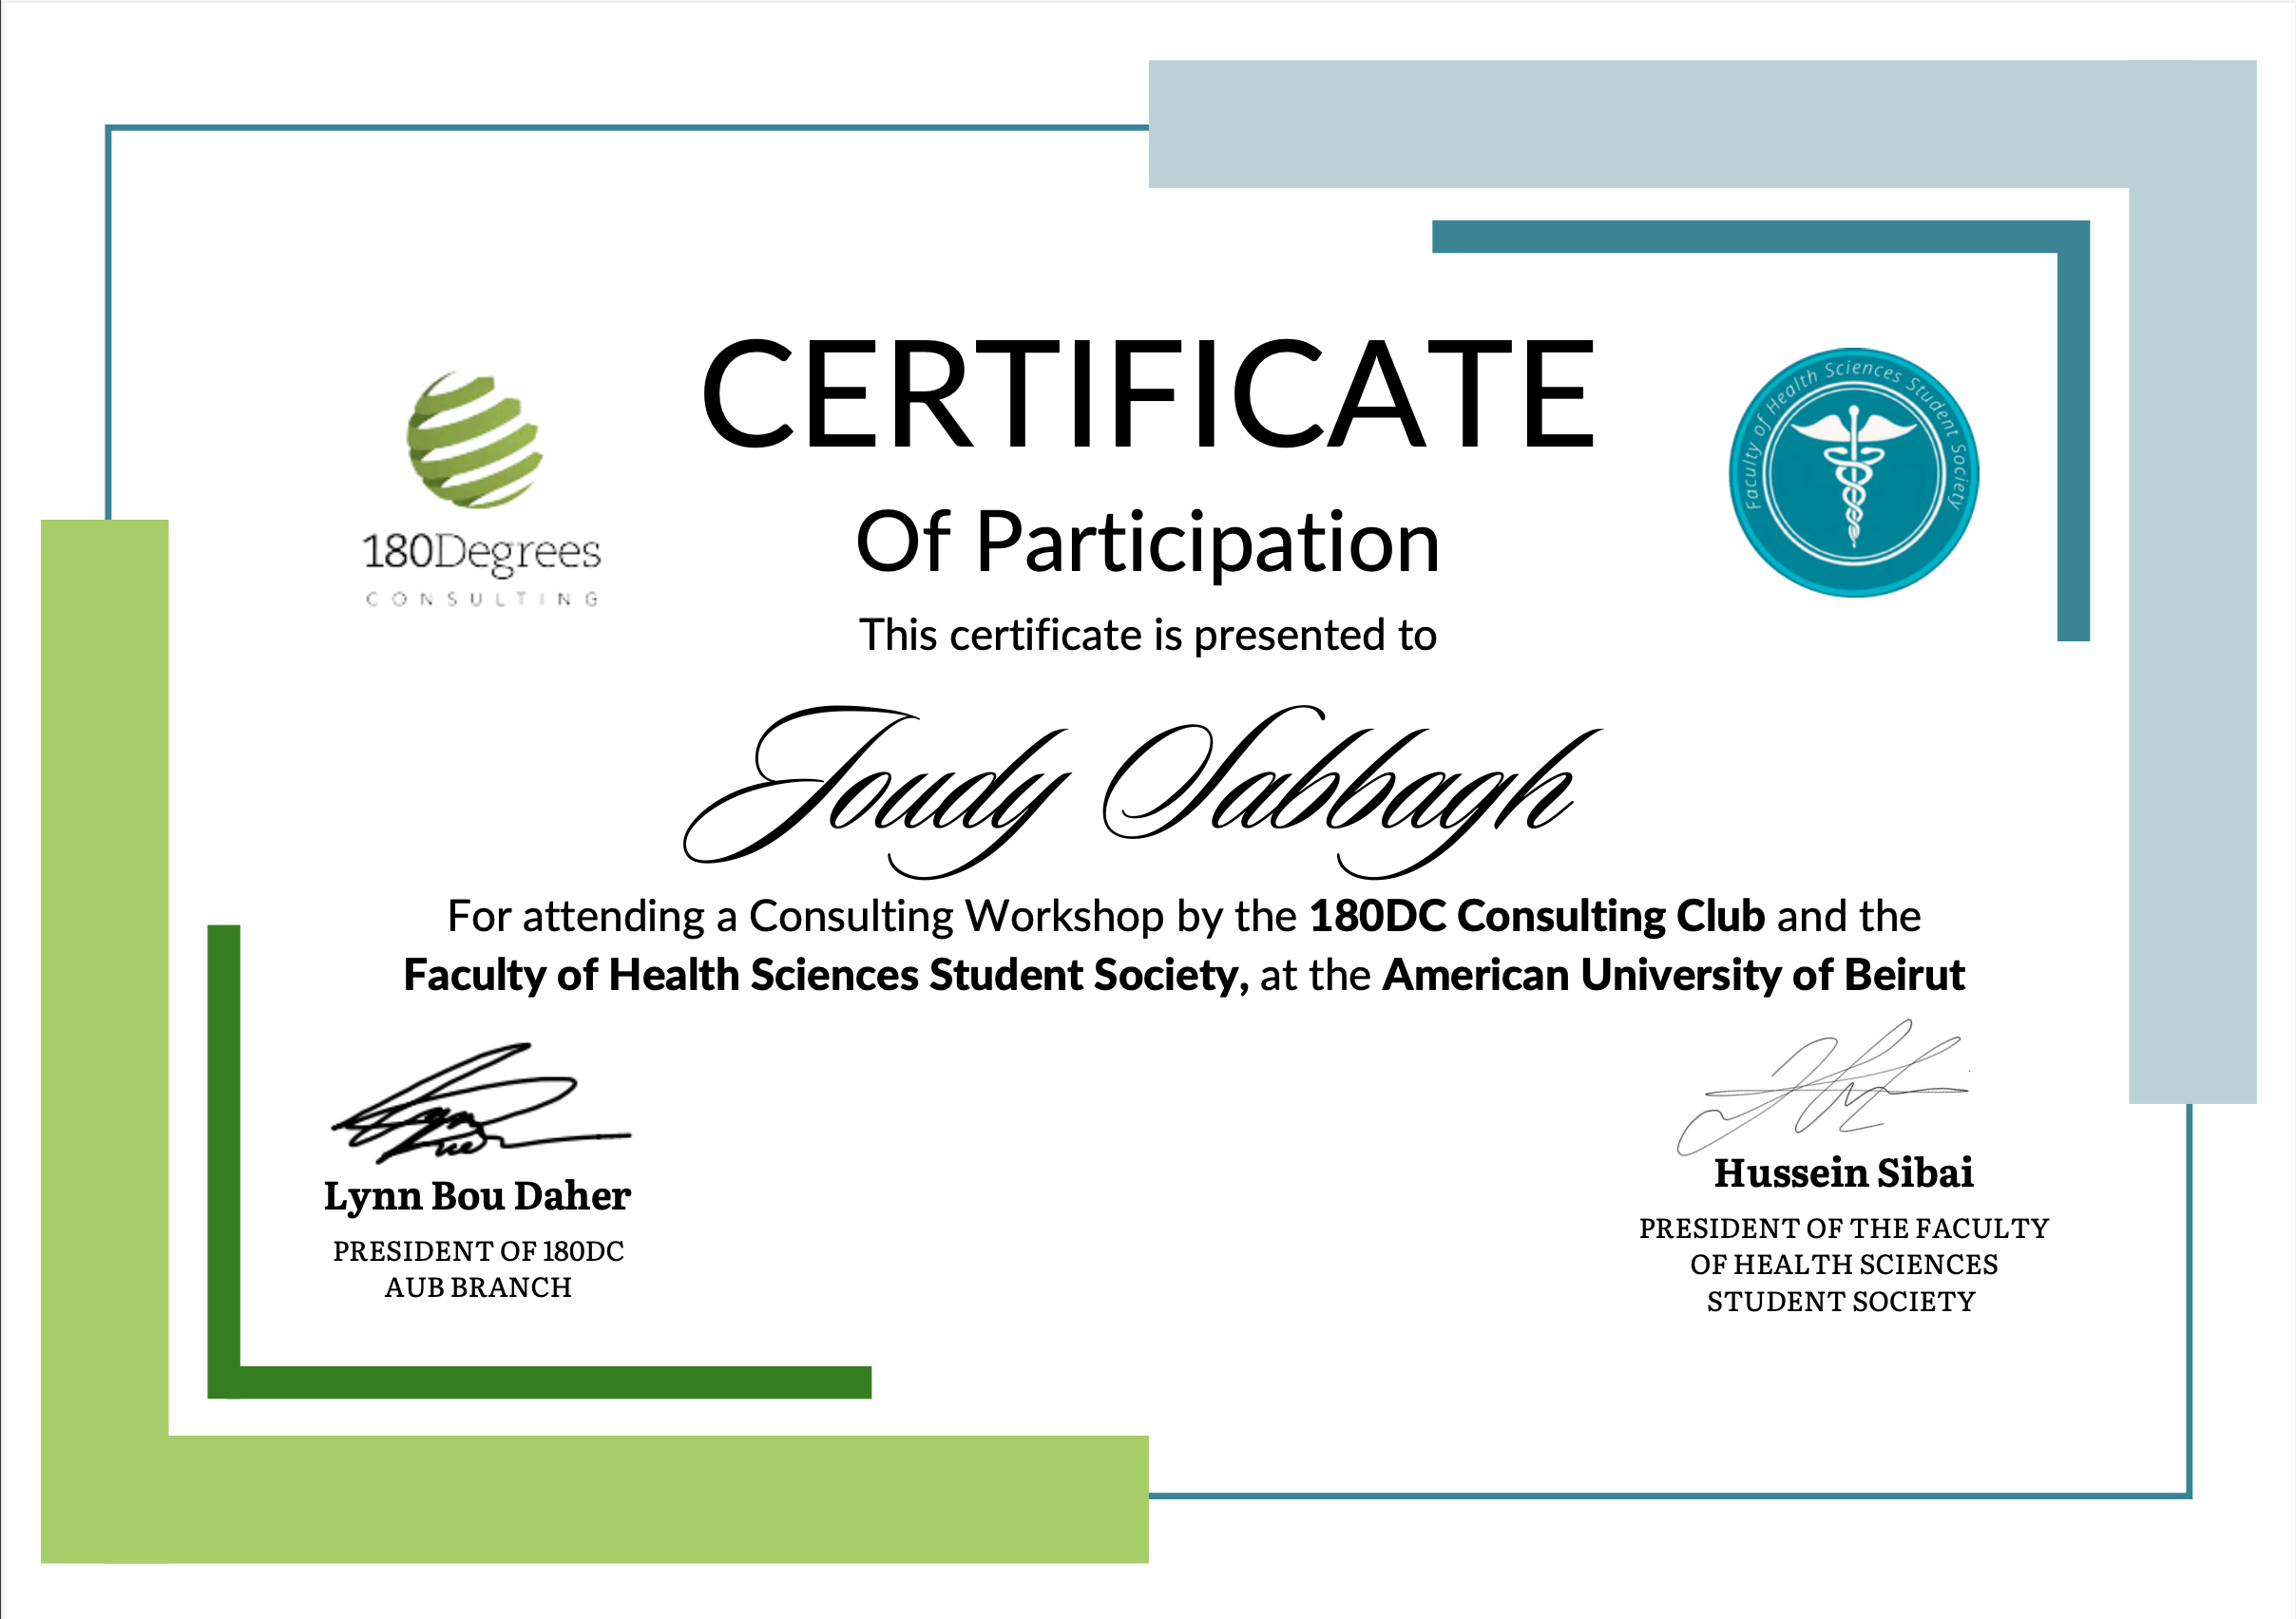 CERTIFICATE
Of Participation
This certificate is presented to
180Degrees
CONSULTING
Faculty of Health Sciences Student Society
Joudy Sabbagh
For attending a Consulting Workshop by the 180DC Consulting Club and the
Faculty of Health Sciences Student Society, at the American University of Beirut
Lynn Bou Daher
PRESIDENT OF 180DC
AUB BRANCH
Hussein Sibai
PRESIDENT OF THE FACULTY
OF HEALTH SCIENCES
STUDENT SOCIETY